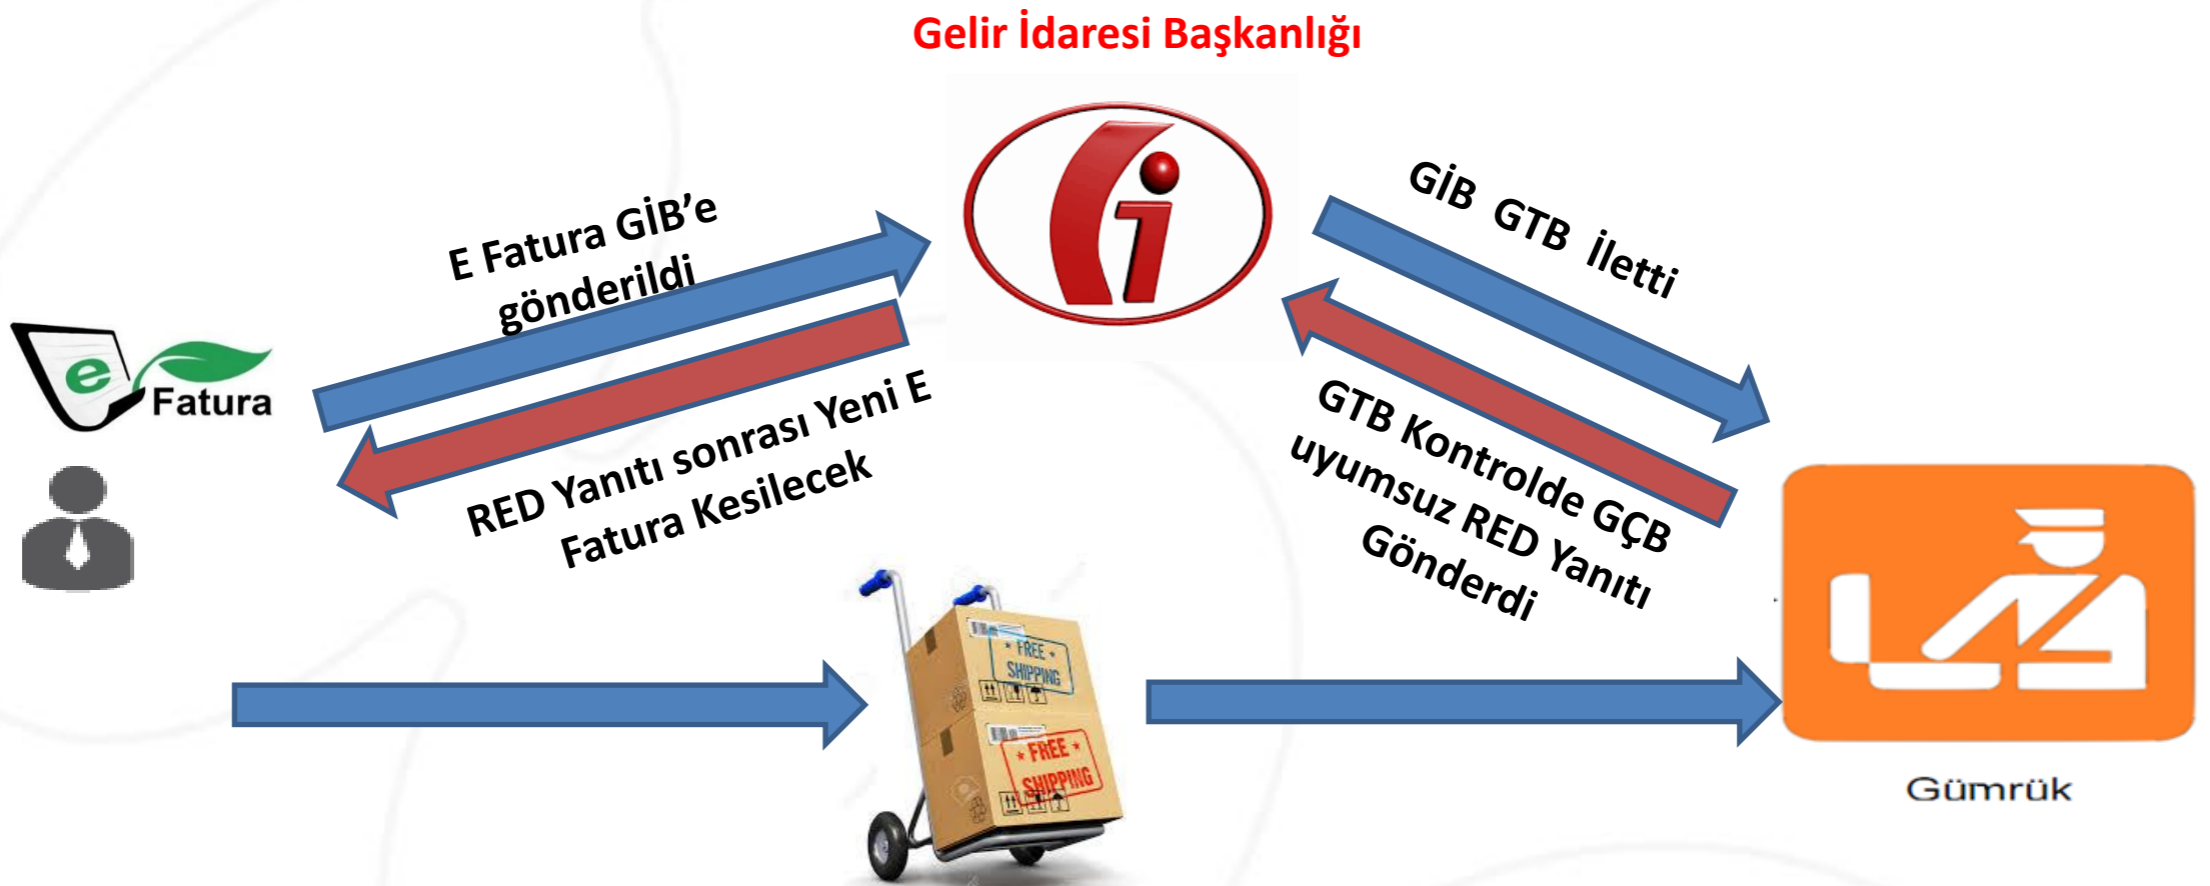 Gelir İdaresi Başkanlığı
E Fatura GİB’e
gönderildi
GİB GTB İletti
e
Fatura
RED Yanıtı sonrası Yeni E
Fatura Kesilecek
GTB Kontrolde GÇB
uyumsuz RED Yanıtı
Gönderdi
FREE
SHIPPING
FREE
SHIPPING
Gümrük